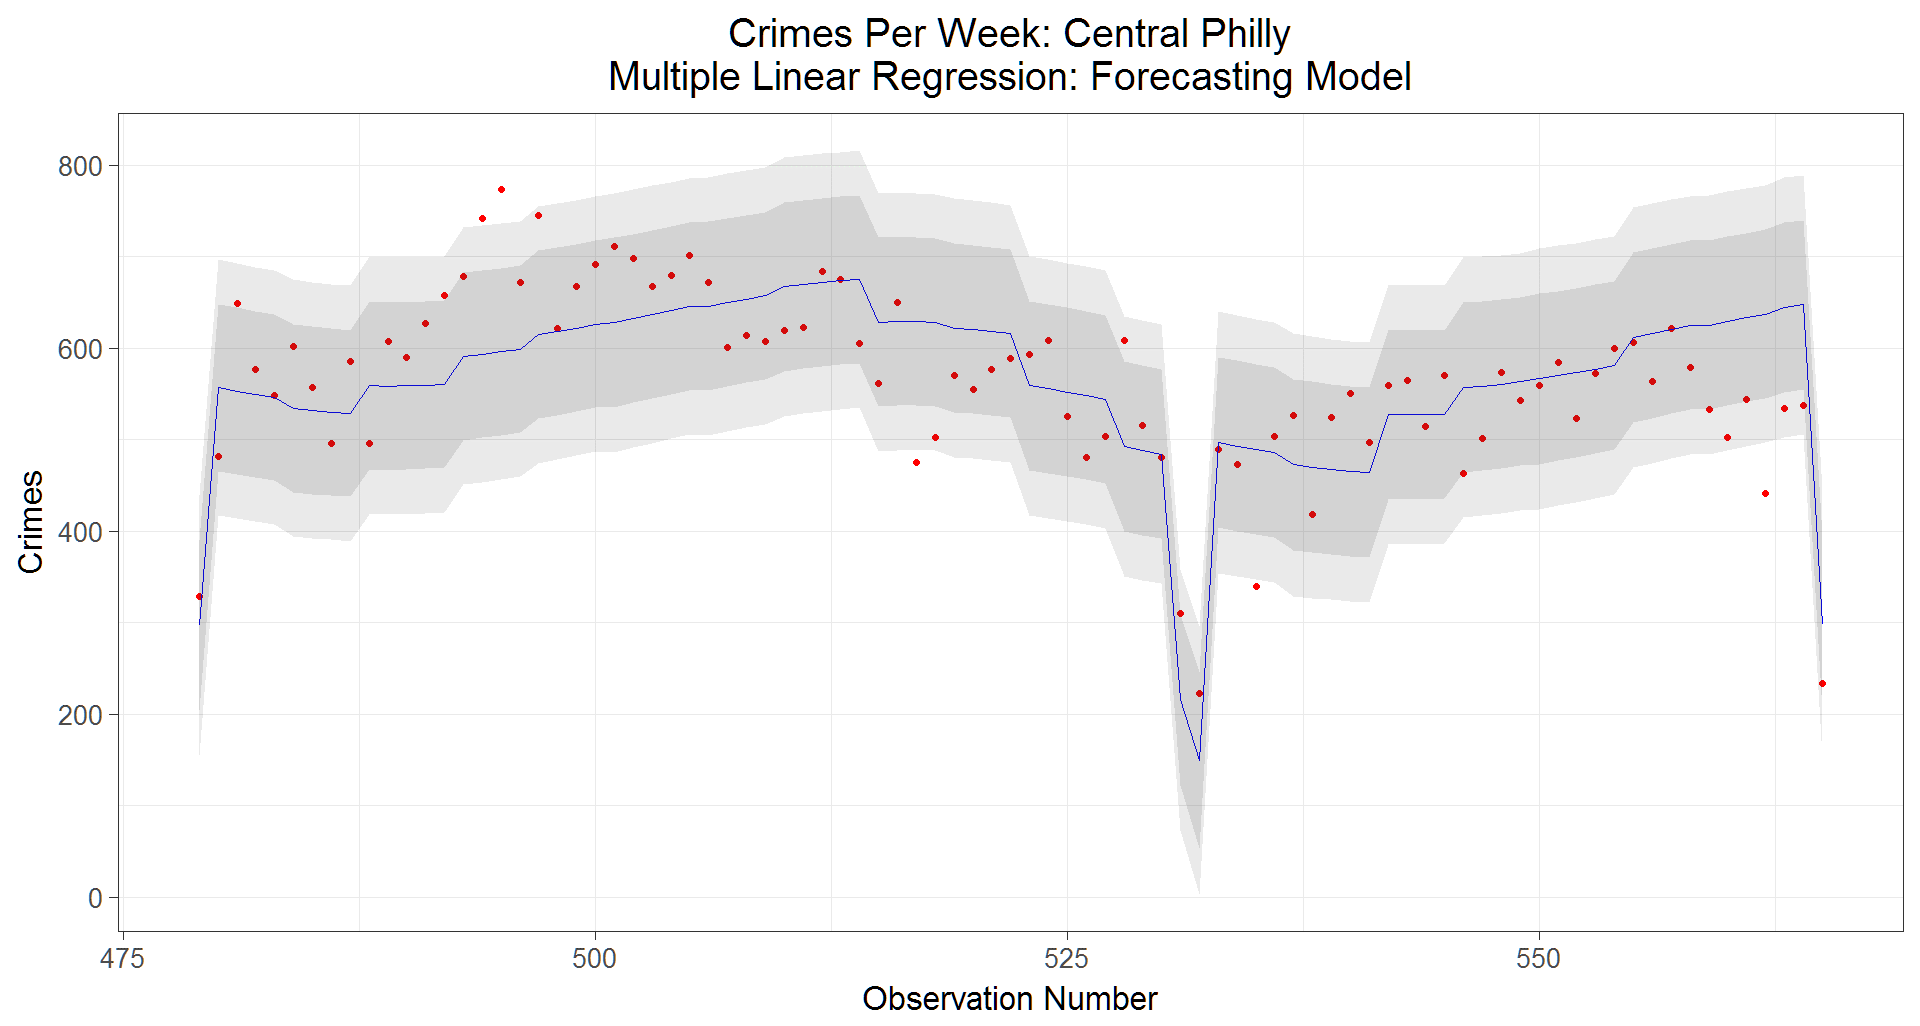 Crimes Per Week: Central Philly
Multiple Linear Regression: Forecasting Model
800
600
400
200
0
Crimes
475
500
525
550
Observation Number